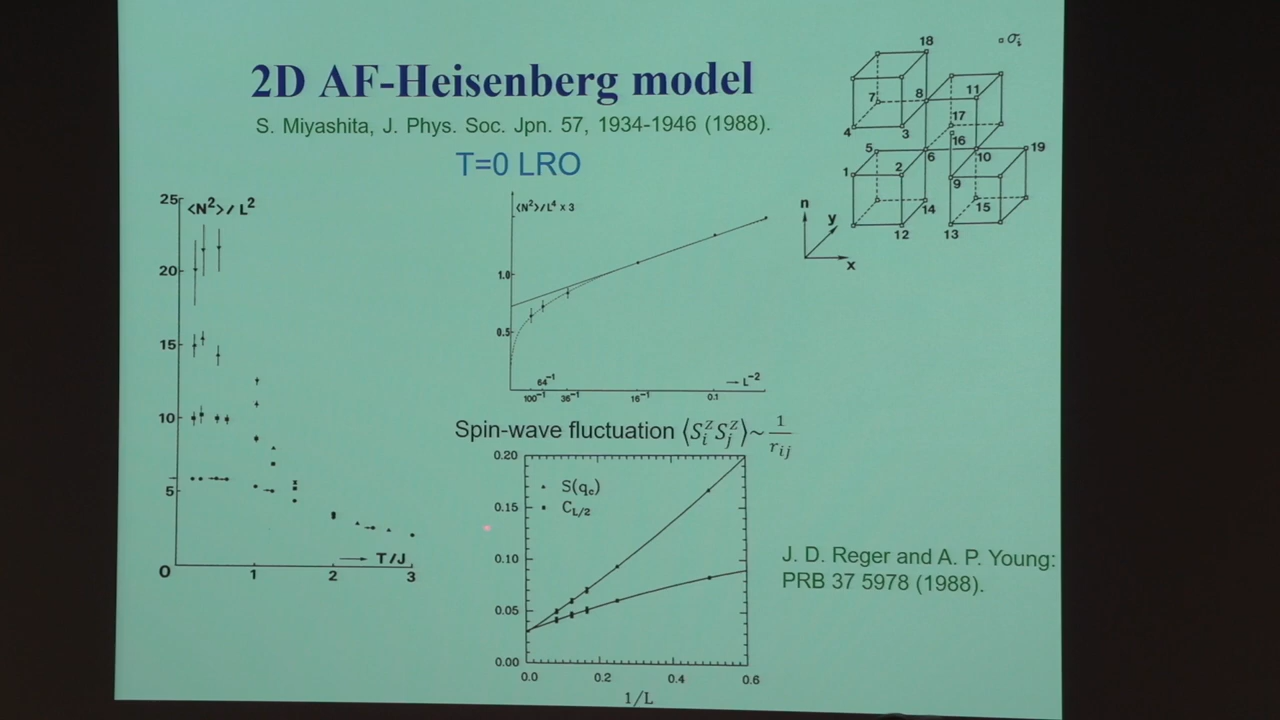 2D AF-Heisenberg model
S. Miyashita, J. Phys. Soc. Jpn. 57, 1934-1946 (1988).
T=0 LRO
25
<N²>/L²
20
15
10
5
0
1
2
3
→ T/J
<N²>/L⁴ x 3
1.0
0.5
64⁻¹
→ L⁻²
100⁻¹ 36⁻¹ 16⁻¹ 0.1
18
σᵢ
7 8 11
4 3 17
16
5 6 10 19
1 2 9
14 15
12 13
n
y
x
Spin-wave fluctuation ⟨SᵢᶻSⱼᶻ⟩~ 1/rᵢⱼ
0.20
S(q꜀)
0.15
C_L/2
0.10
0.05
0.00
0.0 0.2 0.4 0.6
1/L
J. D. Reger and A. P. Young:
PRB 37 5978 (1988).